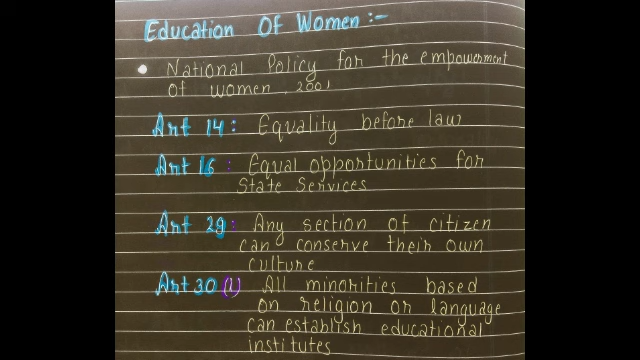 Education Of Women :-
• National Policy for the empowerment
of women, 2001
Art 14 : Equality before law
Art 16 : Equal opportunities for
State Services
Art 29 : Any section of citizen
can conserve their own
culture
Art 30 (1) All minorities based
on religion or language
can establish educational
institutes